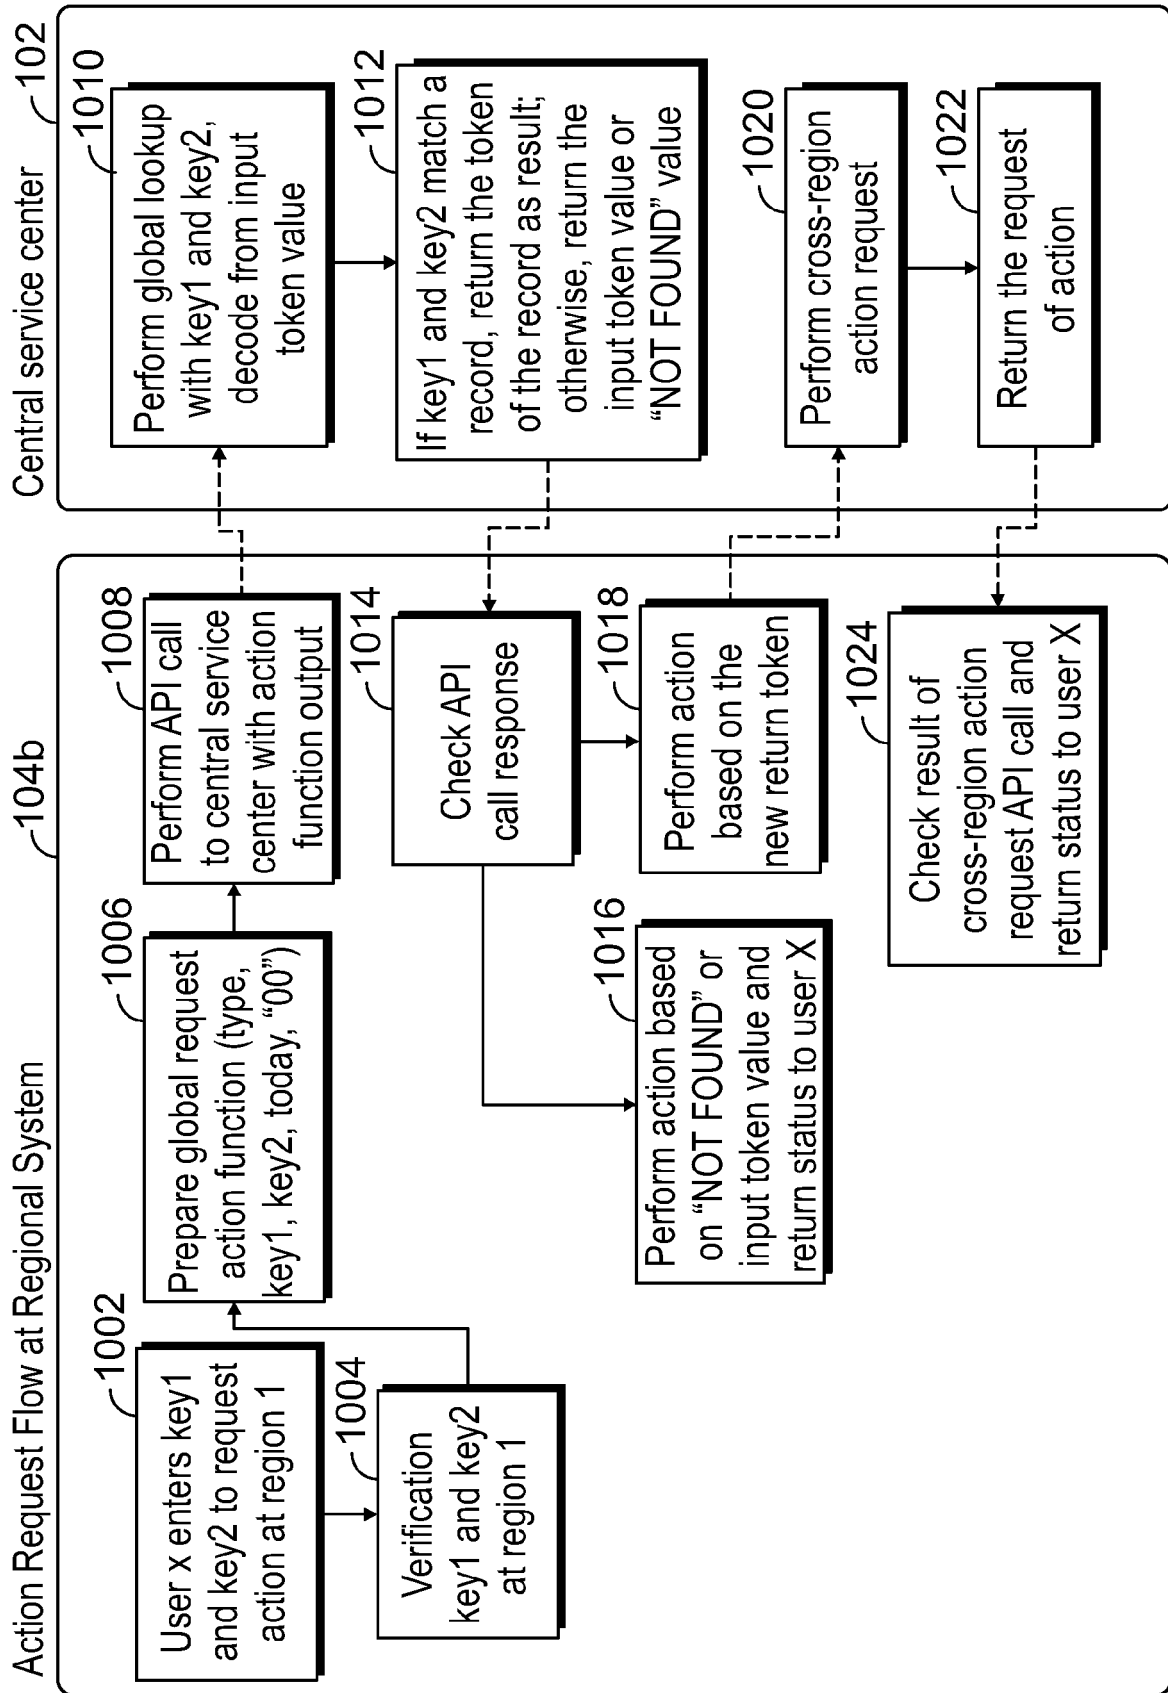 Action Request Flow at Regional System
104b
1002
User x enters key1
and key2 to request
action at region 1
1004
Verification
key1 and key2
at region 1
1006
Prepare global request
action function (type,
key1, key2, today, “00”)
1008
Perform API call
to central service
center with action
function output
Central service center
102
1010
Perform global lookup
with key1 and key2,
decode from input
token value
1012
If key1 and key2 match a
record, return the token
of the record as result;
otherwise, return the
input token value or
“NOT FOUND” value
1014
Check API
call response
1016
Perform action based
on “NOT FOUND” or
input token value and
return status to user X
1018
Perform action
based on the
new return token
1020
Perform cross-region
action request
1022
Return the request
of action
1024
Check result of
cross-region action
request API call and
return status to user X